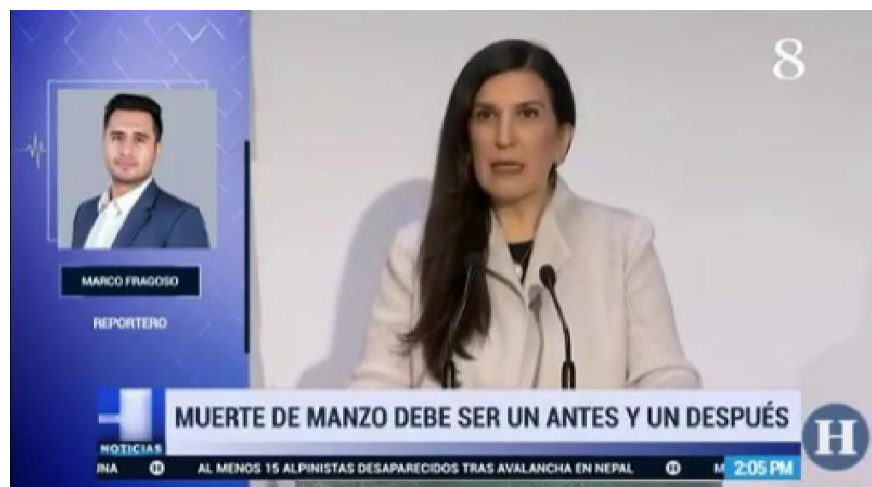 8
MARCO FRAGOSO
REPORTERO
MUERTE DE MANZO DEBE SER UN ANTES Y UN DESPUÉS
H
NOTICIAS
UNA H AL MENOS 15 ALPINISTAS DESAPARECIDOS TRAS AVALANCHA EN NEPAL H M 2:05 PM